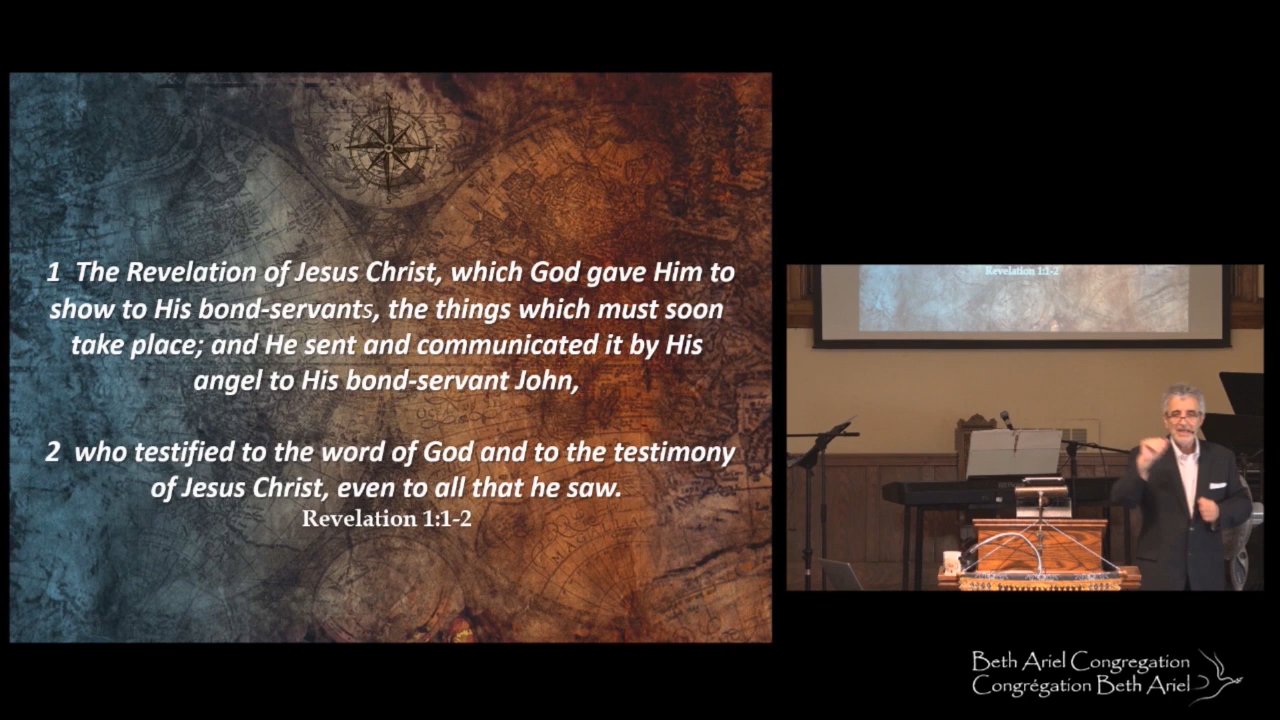 N
W
E
S
1 The Revelation of Jesus Christ, which God gave Him to
show to His bond-servants, the things which must soon
take place; and He sent and communicated it by His
angel to His bond-servant John,
2 who testified to the word of God and to the testimony
of Jesus Christ, even to all that he saw.
Revelation 1:1-2
Revelation 1:1-2
Beth Ariel Congregation
Congrégation Beth Ariel